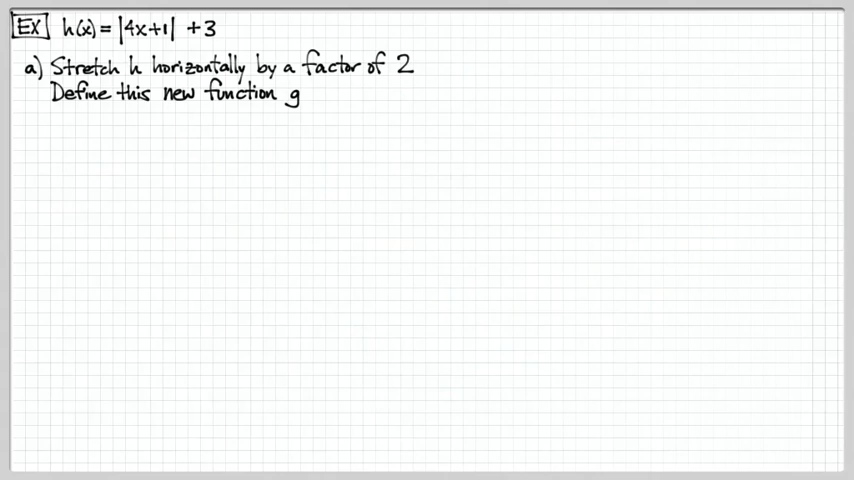 EX h(x) = |4x+1| + 3
a) Stretch h horizontally by a factor of 2
Define this new function g